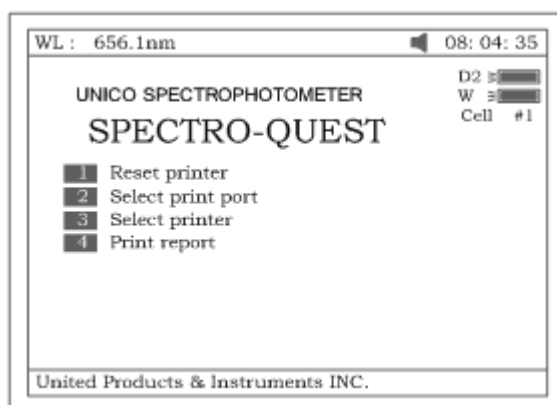 WL : 656.1nm 08: 04: 35
D2
UNICO SPECTROPHOTOMETER W
Cell #1
SPECTRO-QUEST
1 Reset printer
2 Select print port
3 Select printer
4 Print report
United Products & Instruments INC.